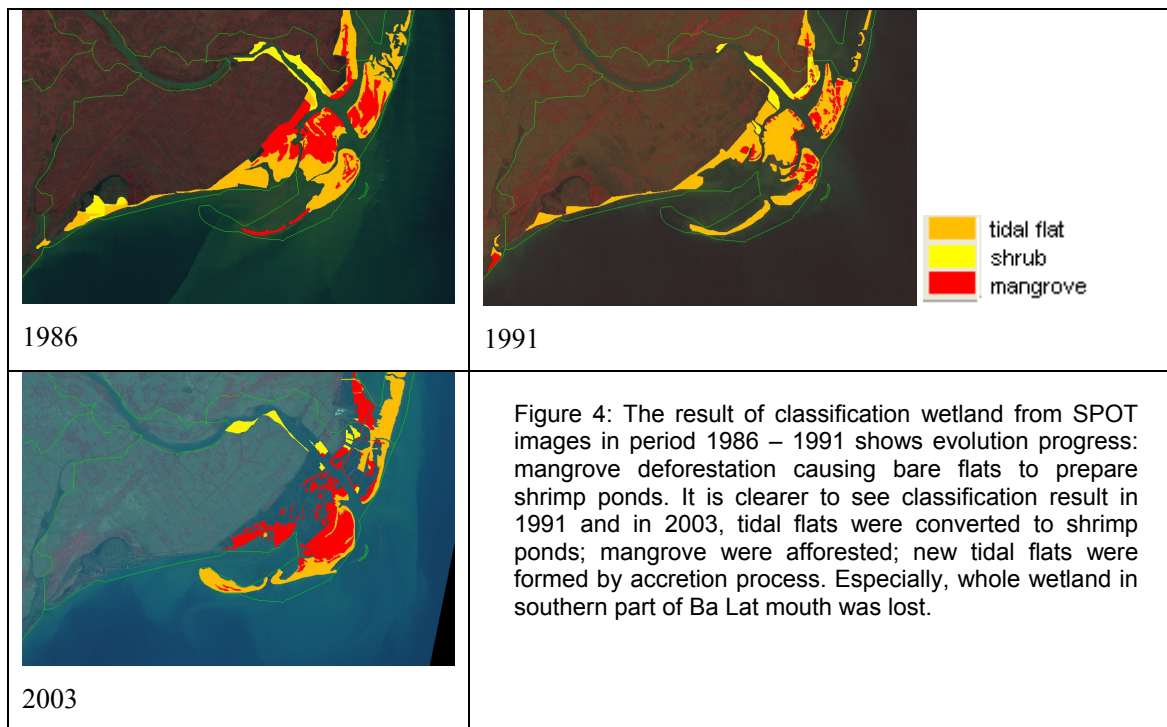 tidal flat
shrub
mangrove
1986
1991
Figure 4: The result of classification wetland from SPOT
images in period 1986 – 1991 shows evolution progress:
mangrove deforestation causing bare flats to prepare
shrimp ponds. It is clearer to see classification result in
1991 and in 2003, tidal flats were converted to shrimp
ponds; mangrove were afforested; new tidal flats were
formed by accretion process. Especially, whole wetland in
southern part of Ba Lat mouth was lost.
2003